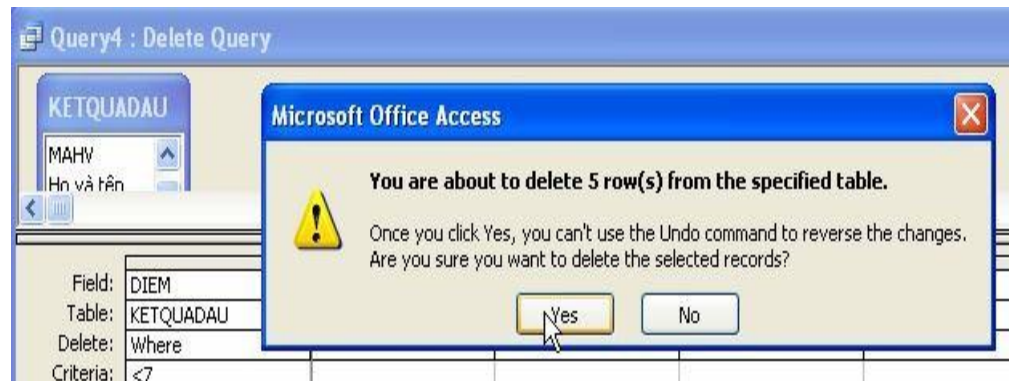 Query4 : Delete Query
KETQUADAU
MAHV
Họ và tên
Microsoft Office Access
You are about to delete 5 row(s) from the specified table.
Once you click Yes, you can't use the Undo command to reverse the changes.
Are you sure you want to delete the selected records?
Yes
No
Field: DIEM
Table: KETQUADAU
Delete: Where
Criteria: <7